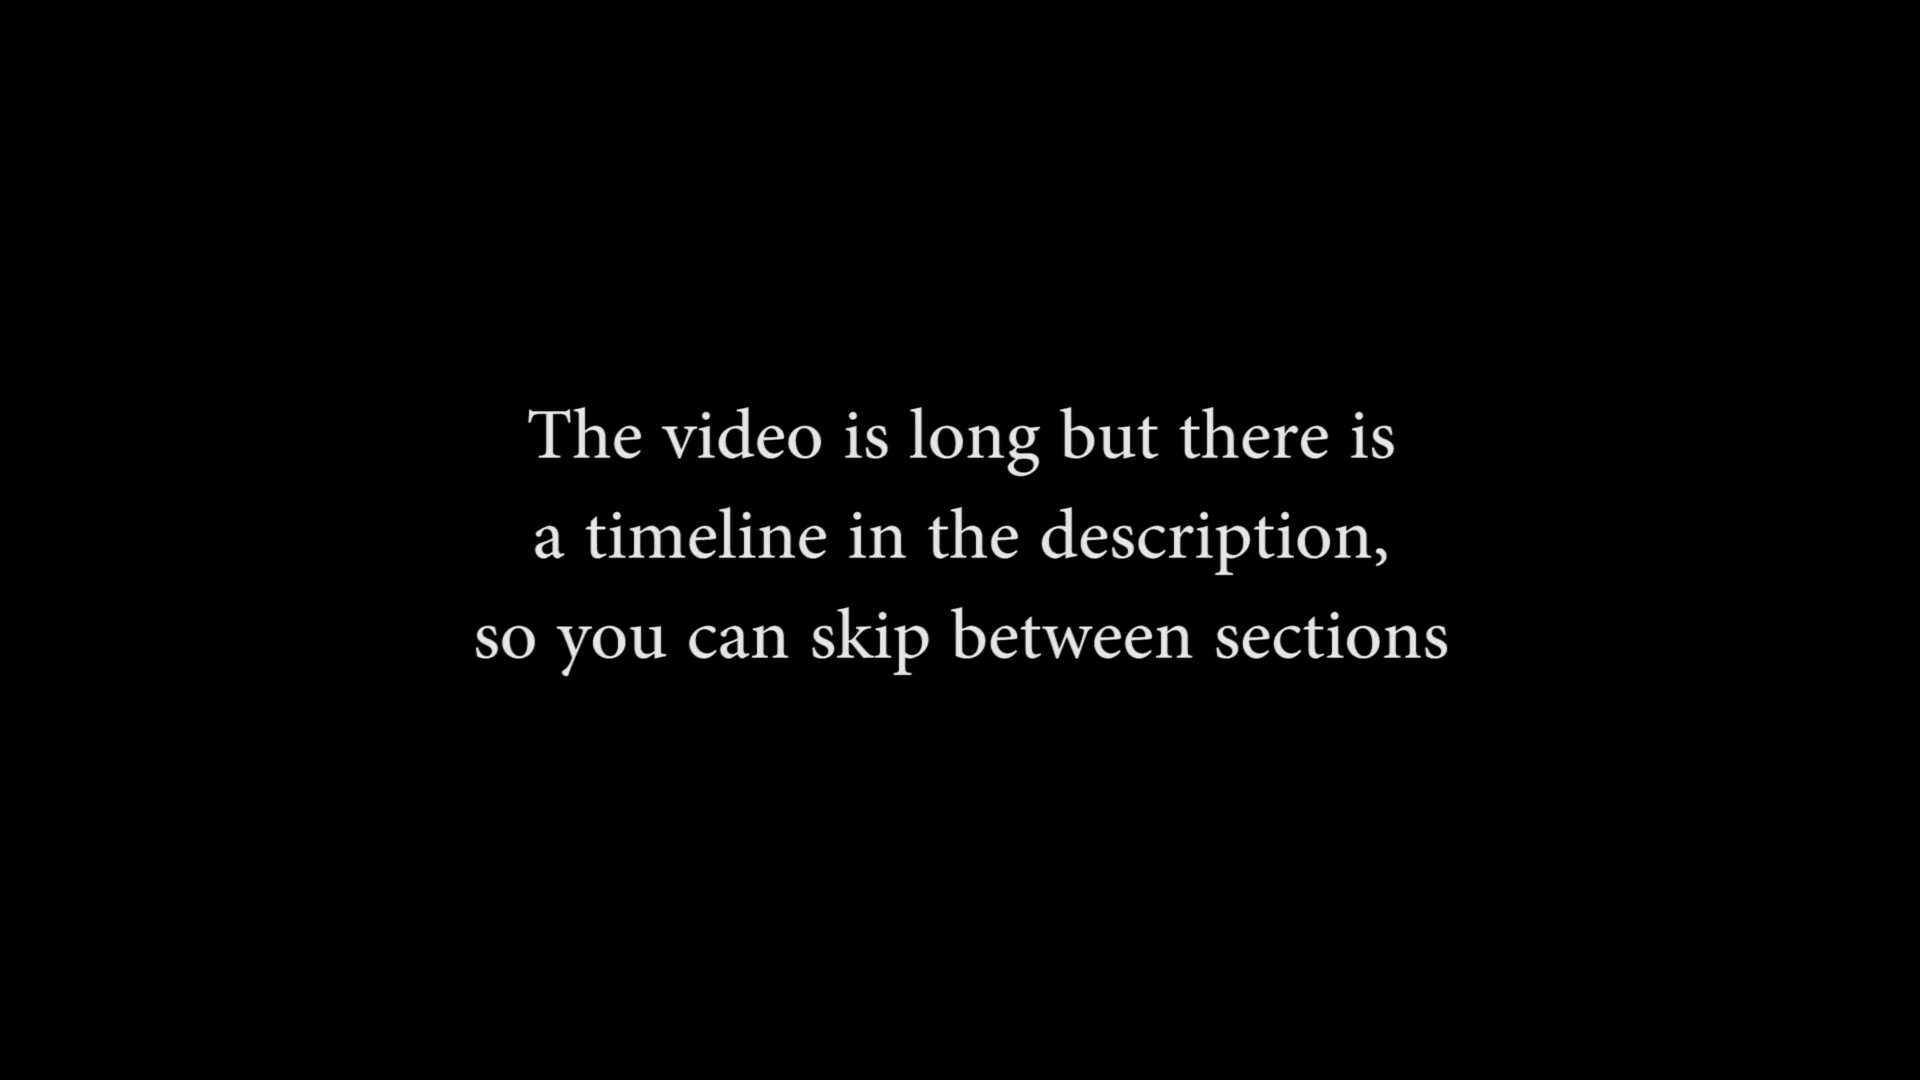 The video is long but there is
a timeline in the description,
so you can skip between sections